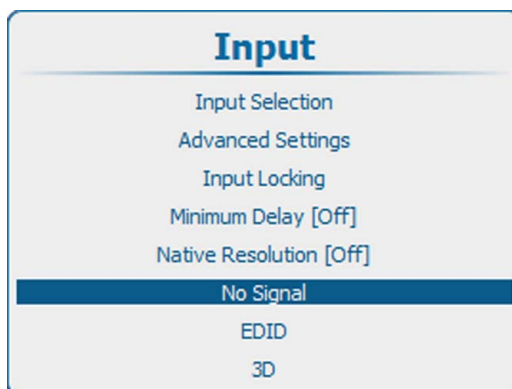 Input
Input Selection
Advanced Settings
Input Locking
Minimum Delay [Off]
Native Resolution [Off]
No Signal
EDID
3D